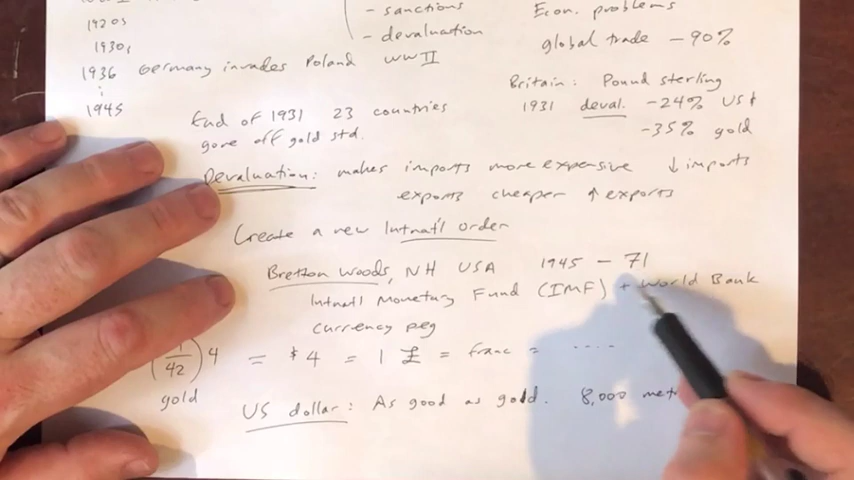 - sanctions
Econ. problems
1920s
- devaluation
global trade -90%
1930s
1936 Germany invades Poland WW II
Britain: Pound sterling
1945
End of 1931 23 countries
1931 deval. -24% US$
gone off gold std.
-35% gold
Devaluation: makes imports more expensive ↓ imports
exports cheaper ↑ exports
Create a new Intnat'l order
Bretton Woods, NH USA 1945 - 71
Intnat'l Monetary Fund (IMF) + World Bank
currency peg
(1/42) 4 = $4 = 1 £ = franc = ....
gold
US dollar: As good as gold. 8,000